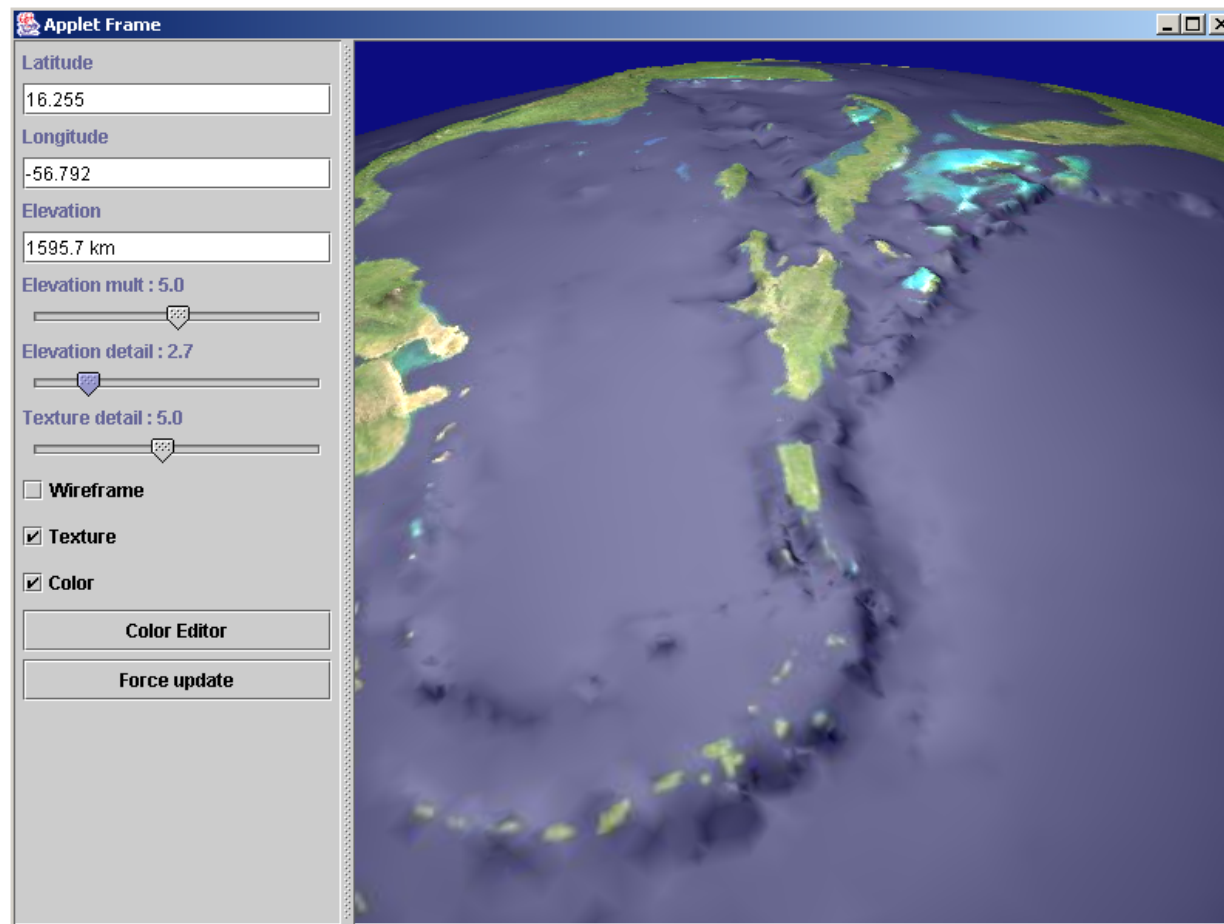 Applet Frame
Latitude
16.255
Longitude
-56.792
Elevation
1595.7 km
Elevation mult : 5.0
Elevation detail : 2.7
Texture detail : 5.0
Wireframe
Texture
Color
Color Editor
Force update